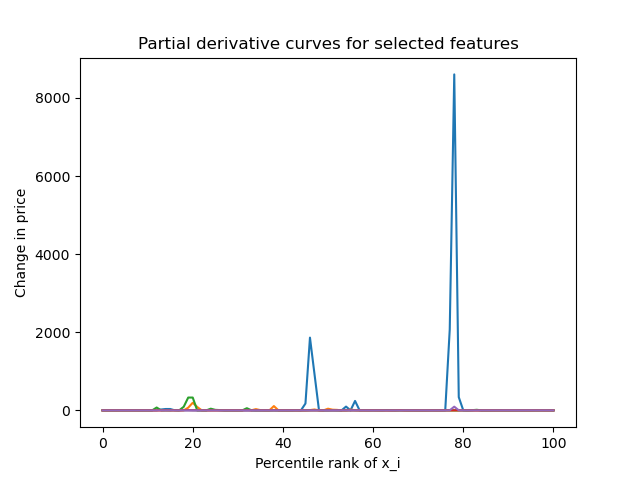 Partial derivative curves for selected features
8000
6000
4000
2000
0
Change in price
0 20 40 60 80 100
Percentile rank of x_i